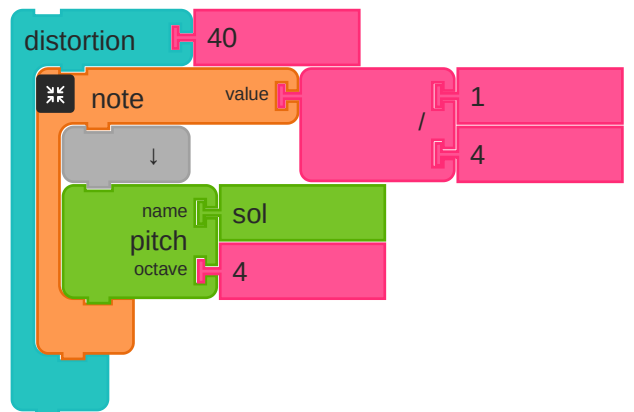 distortion 40
note value 1
/
4
↓
name sol
pitch
octave 4